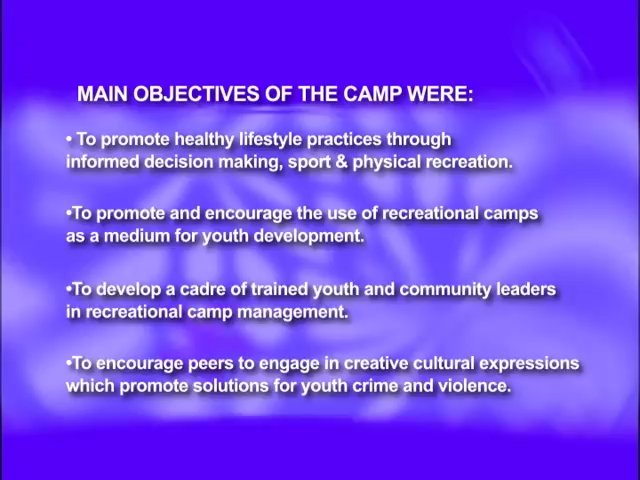 MAIN OBJECTIVES OF THE CAMP WERE:
• To promote healthy lifestyle practices through
informed decision making, sport & physical recreation.
•To promote and encourage the use of recreational camps
as a medium for youth development.
•To develop a cadre of trained youth and community leaders
in recreational camp management.
•To encourage peers to engage in creative cultural expressions
which promote solutions for youth crime and violence.